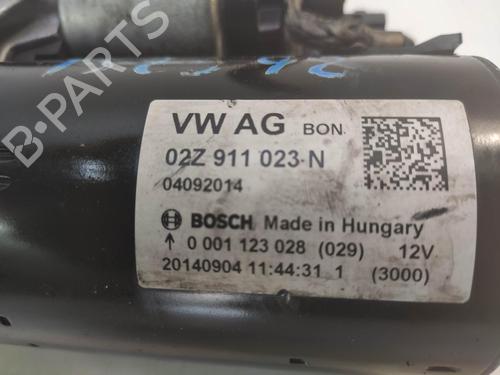 B-PARTS
VW AG BON.
02Z 911 023 N
04092014
BOSCH Made in Hungary
↑ 0 001 123 028 (029) 12V
20140904 11:44:31 1 (3000)